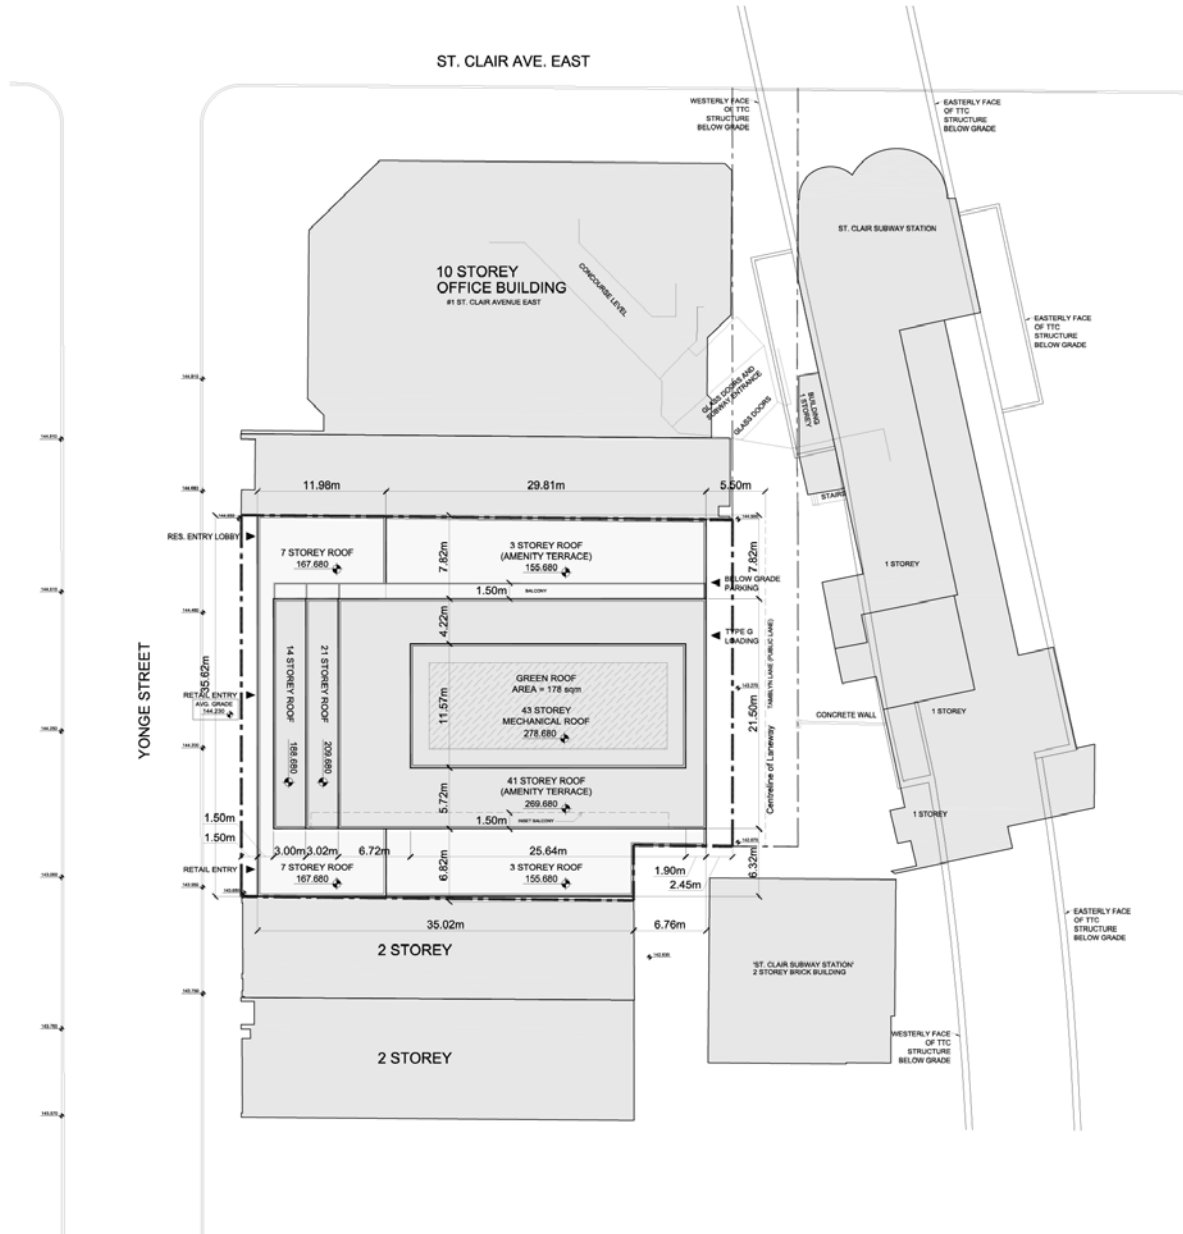 ST. CLAIR AVE. EAST
WESTERLY FACE
OF TTC
STRUCTURE
BELOW GRADE
EASTERLY FACE
OF TTC
STRUCTURE
BELOW GRADE
ST. CLAIR SUBWAY STATION
10 STOREY
OFFICE BUILDING
#1 ST. CLAIR AVENUE EAST
CONCOURSE LEVEL
EASTERLY FACE
OF TTC
STRUCTURE
BELOW GRADE
GLASS DOORS AND
SUBWAY ENTRANCE
GLASS DOORS
BUILDING
1 STOREY
STAIRS
11.98m
29.81m
5.50m
RES. ENTRY LOBBY
7 STOREY ROOF
167.680
7.82m
3 STOREY ROOF
(AMENITY TERRACE)
155.680
7.82m
1 STOREY
1.50m
BALCONY
BELOW GRADE
PARKING
4.22m
TYPE G
LOADING
YONGE STREET
35.62m
14 STOREY ROOF
188.680
21 STOREY ROOF
209.680
GREEN ROOF
AREA = 178 sqm
43 STOREY
MECHANICAL ROOF
278.680
11.57m
21.50m
Centreline of Laneway
TAMBLYN LANE (PUBLIC LANE)
RETAIL ENTRY
AVG. GRADE
144.230
CONCRETE WALL
1 STOREY
41 STOREY ROOF
(AMENITY TERRACE)
269.680
5.72m
1.50m
INSET BALCONY
1 STOREY
1.50m
1.50m
3.00m
3.02m
6.72m
25.64m
RETAIL ENTRY
7 STOREY ROOF
167.680
6.82m
3 STOREY ROOF
155.680
1.90m
2.45m
6.32m
35.02m
6.76m
2 STOREY
EASTERLY FACE
OF TTC
STRUCTURE
BELOW GRADE
'ST. CLAIR SUBWAY STATION'
2 STOREY BRICK BUILDING
WESTERLY FACE
OF TTC
STRUCTURE
BELOW GRADE
2 STOREY